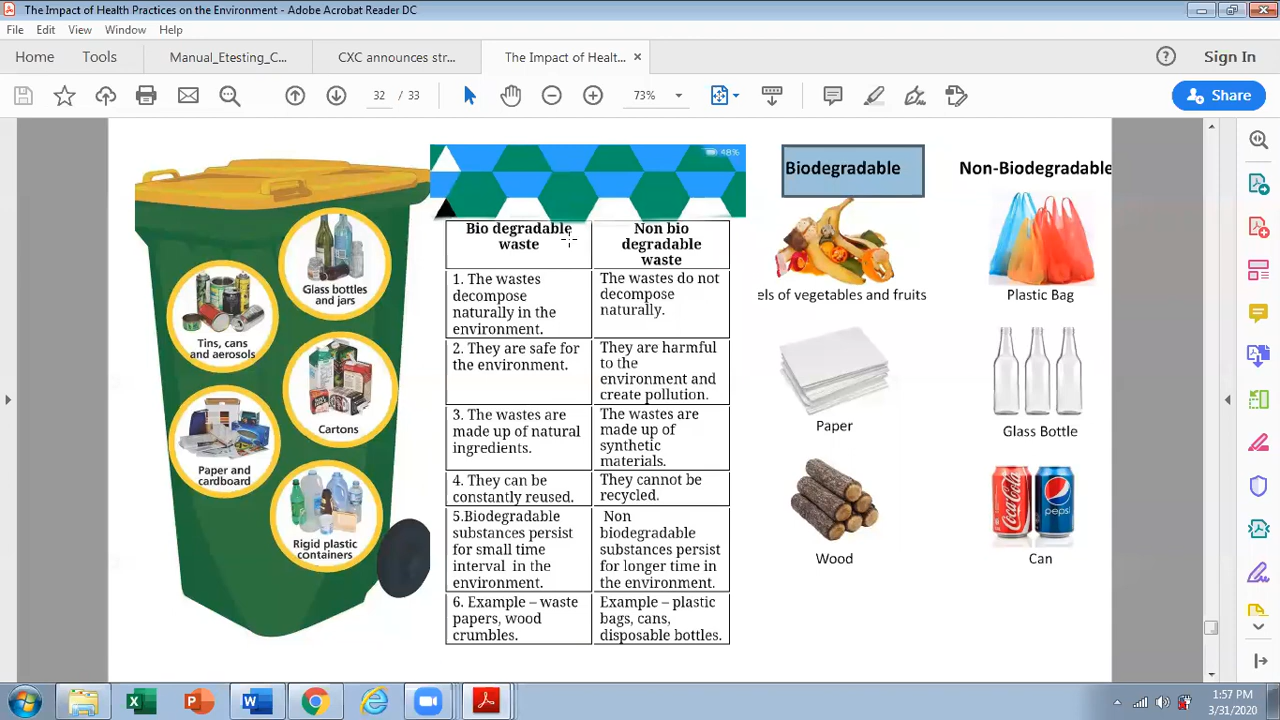 The Impact of Health Practices on the Environment - Adobe Acrobat Reader DC
File Edit View Window Help
Home Tools Manual_Etesting_C... CXC announces str... The Impact of Healt... ×
Sign In
32 / 33 73% Share
48%
Glass bottles
and jars
Tins, cans
and aerosols
Cartons
Paper and
cardboard
Rigid plastic
containers
Bio degradable
waste
Non bio
degradable
waste
1. The wastes
decompose
naturally in the
environment.
The wastes do not
decompose
naturally.
2. They are safe for
the environment.
They are harmful
to the
environment and
create pollution.
3. The wastes are
made up of natural
ingredients.
The wastes are
made up of
synthetic
materials.
4. They can be
constantly reused.
They cannot be
recycled.
5.Biodegradable
substances persist
for small time
interval in the
environment.
Non
biodegradable
substances persist
for longer time in
the environment.
6. Example – waste
papers, wood
crumbles.
Example – plastic
bags, cans,
disposable bottles.
Biodegradable
Non-Biodegradable
els of vegetables and fruits
Plastic Bag
Paper
Glass Bottle
Wood
Coca-Cola
pepsi
Can
1:57 PM
3/31/2020